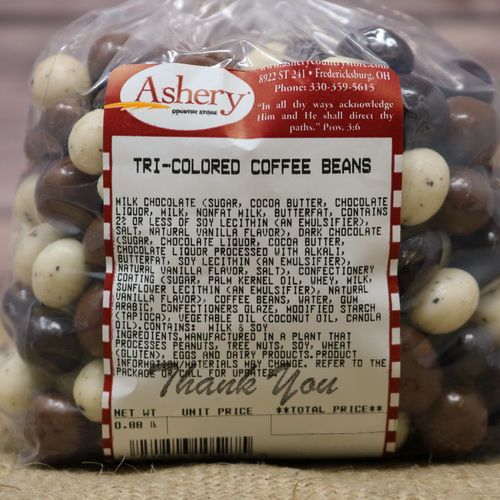 www.asherycountrystore.com
8922 ST 241 • Fredericksburg, OH
Phone: 330-359-5615
"In all thy ways acknowledge
Him and He shall direct thy
paths." Prov. 3:6
Ashery
COUNTRY STORE
TRI-COLORED COFFEE BEANS
MILK CHOCOLATE (SUGAR, COCOA BUTTER, CHOCOLATE
LIQUOR, MILK, NONFAT MILK, BUTTERFAT, CONTAINS
2% OR LESS OF SOY LECITHIN (AN EMULSIFIER),
SALT, NATURAL VANILLA FLAVOR), DARK CHOCOLATE
(SUGAR, CHOCOLATE LIQUOR, COCOA BUTTER,
CHOCOLATE LIQUOR PROCESSED WITH ALKALI,
BUTTERFAT, SOY LECITHIN (AN EMULSIFIER),
NATURAL VANILLA FLAVOR, SALT), CONFECTIONERY
COATING (SUGAR, PALM KERNEL OIL, WHEY, MILK,
SUNFLOWER LECITHIN (AN EMULSIFIER), NATURAL
VANILLA FLAVOR), COFFEE BEANS, WATER, GUM
ARABIC, CONFECTIONERS GLAZE, MODIFIED STARCH
(TAPIOCA), VEGETABLE OIL (COCONUT OIL, CANOLA
OIL).CONTAINS: MILK & SOY
INGREDIENTS.MANUFACTURED IN A PLANT THAT
PROCESSES PEANUTS, TREE NUTS, SOY, WHEAT
(GLUTEN), EGGS AND DAIRY PRODUCTS.PRODUCT
INFORMATION/MATERIALS MAY CHANGE. REFER TO THE
PACKAGE OR CALL FOR UPDATES.
Thank You
NET WT UNIT PRICE **TOTAL PRICE**
0.00 lb